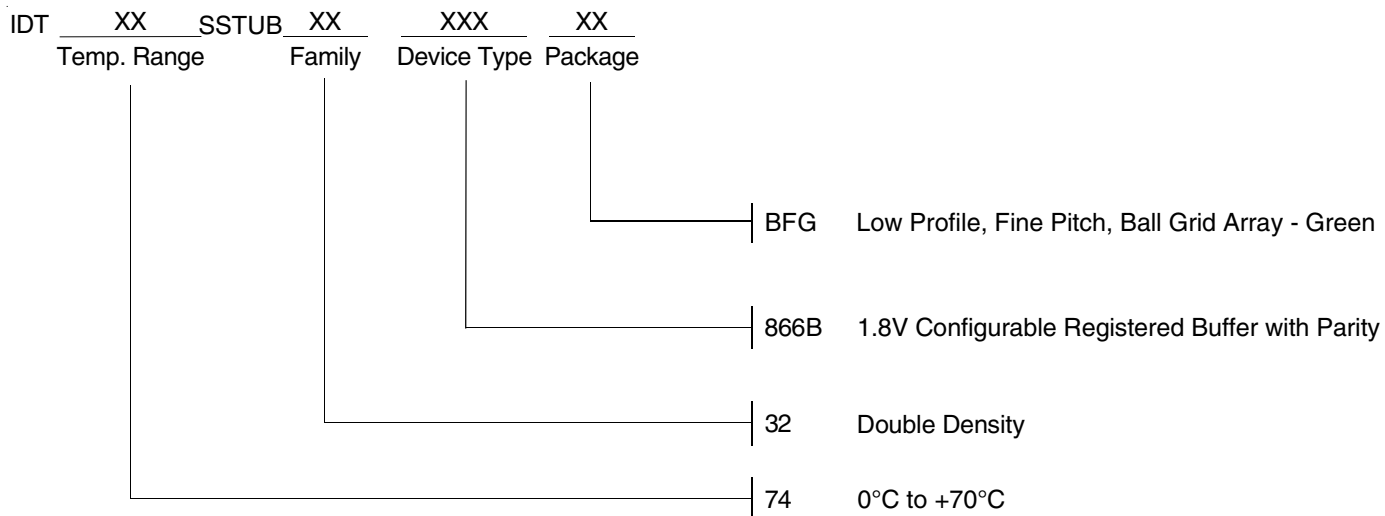 IDT XX SSTUB XX XXX XX
Temp. Range Family Device Type Package
BFG Low Profile, Fine Pitch, Ball Grid Array - Green
866B 1.8V Configurable Registered Buffer with Parity
32 Double Density
74 0°C to +70°C